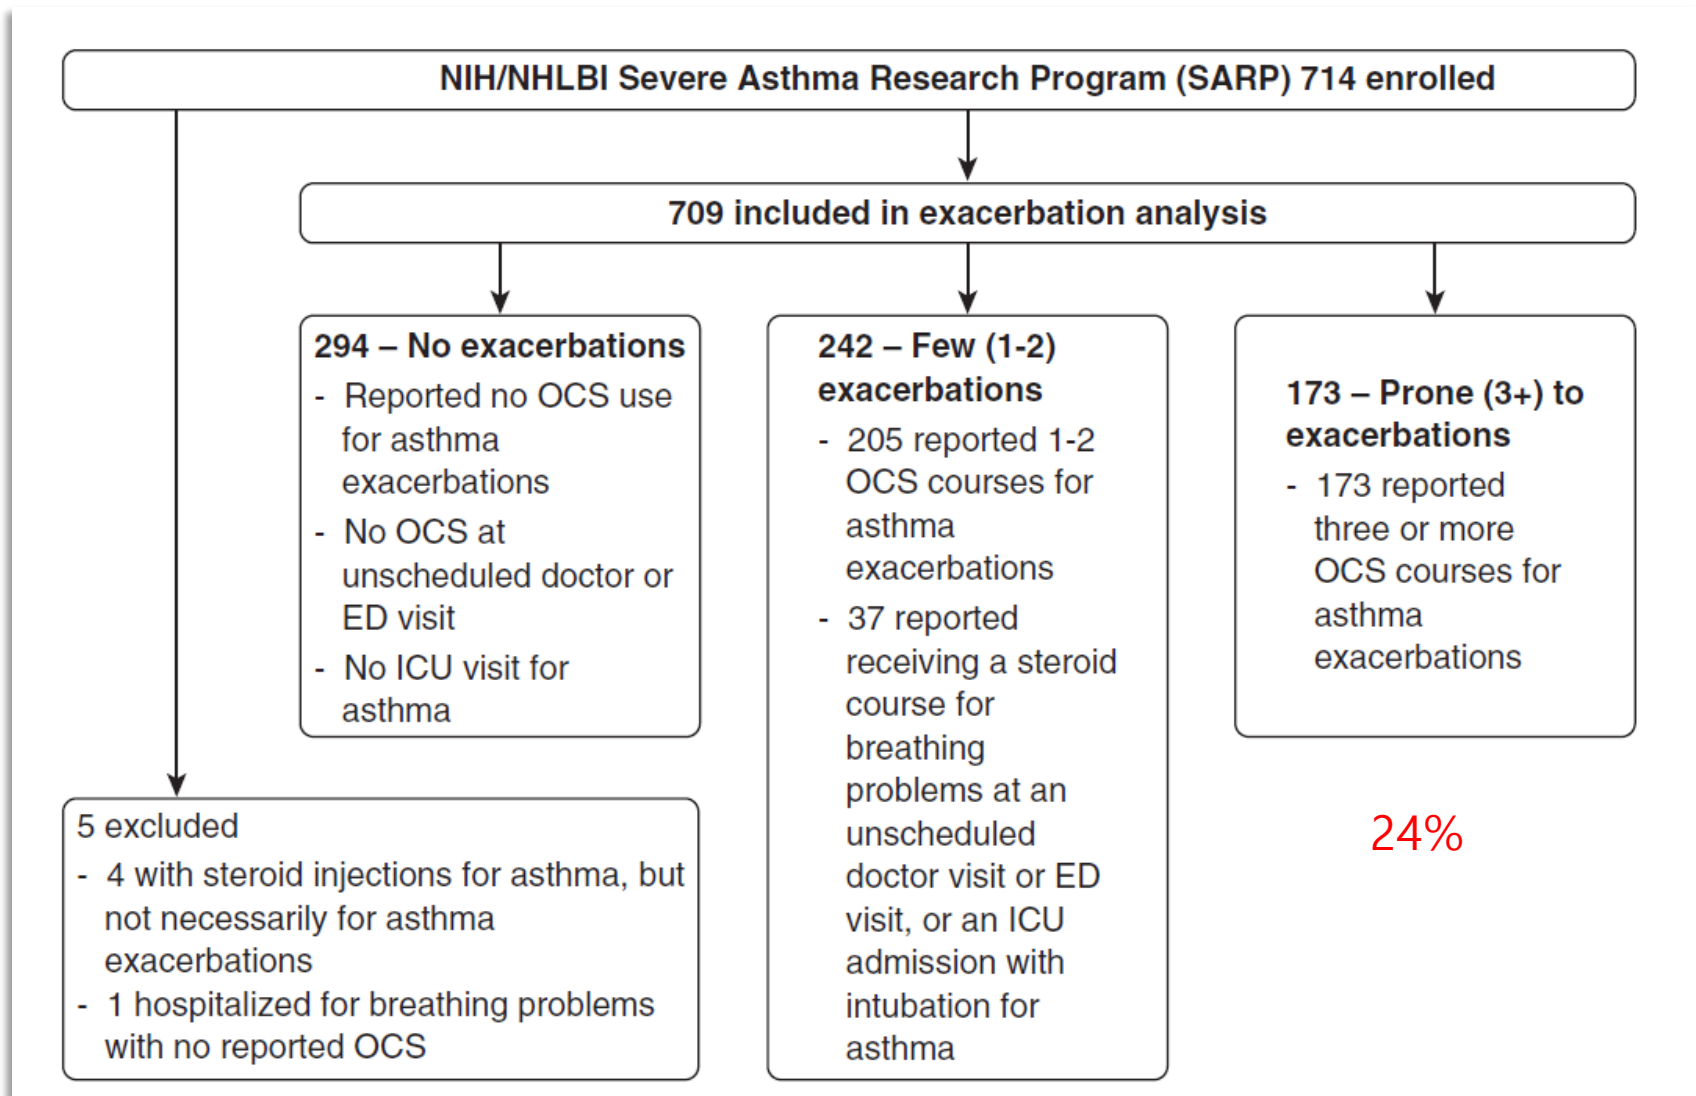 NIH/NHLBI Severe Asthma Research Program (SARP) 714 enrolled
709 included in exacerbation analysis
294 – No exacerbations
- Reported no OCS use
for asthma
exacerbations
- No OCS at
unscheduled doctor or
ED visit
- No ICU visit for
asthma
242 – Few (1-2)
exacerbations
- 205 reported 1-2
OCS courses for
asthma
exacerbations
- 37 reported
receiving a steroid
course for
breathing
problems at an
unscheduled
doctor visit or ED
visit, or an ICU
admission with
intubation for
asthma
173 – Prone (3+) to
exacerbations
- 173 reported
three or more
OCS courses for
asthma
exacerbations
24%
5 excluded
- 4 with steroid injections for asthma, but
not necessarily for asthma
exacerbations
- 1 hospitalized for breathing problems
with no reported OCS